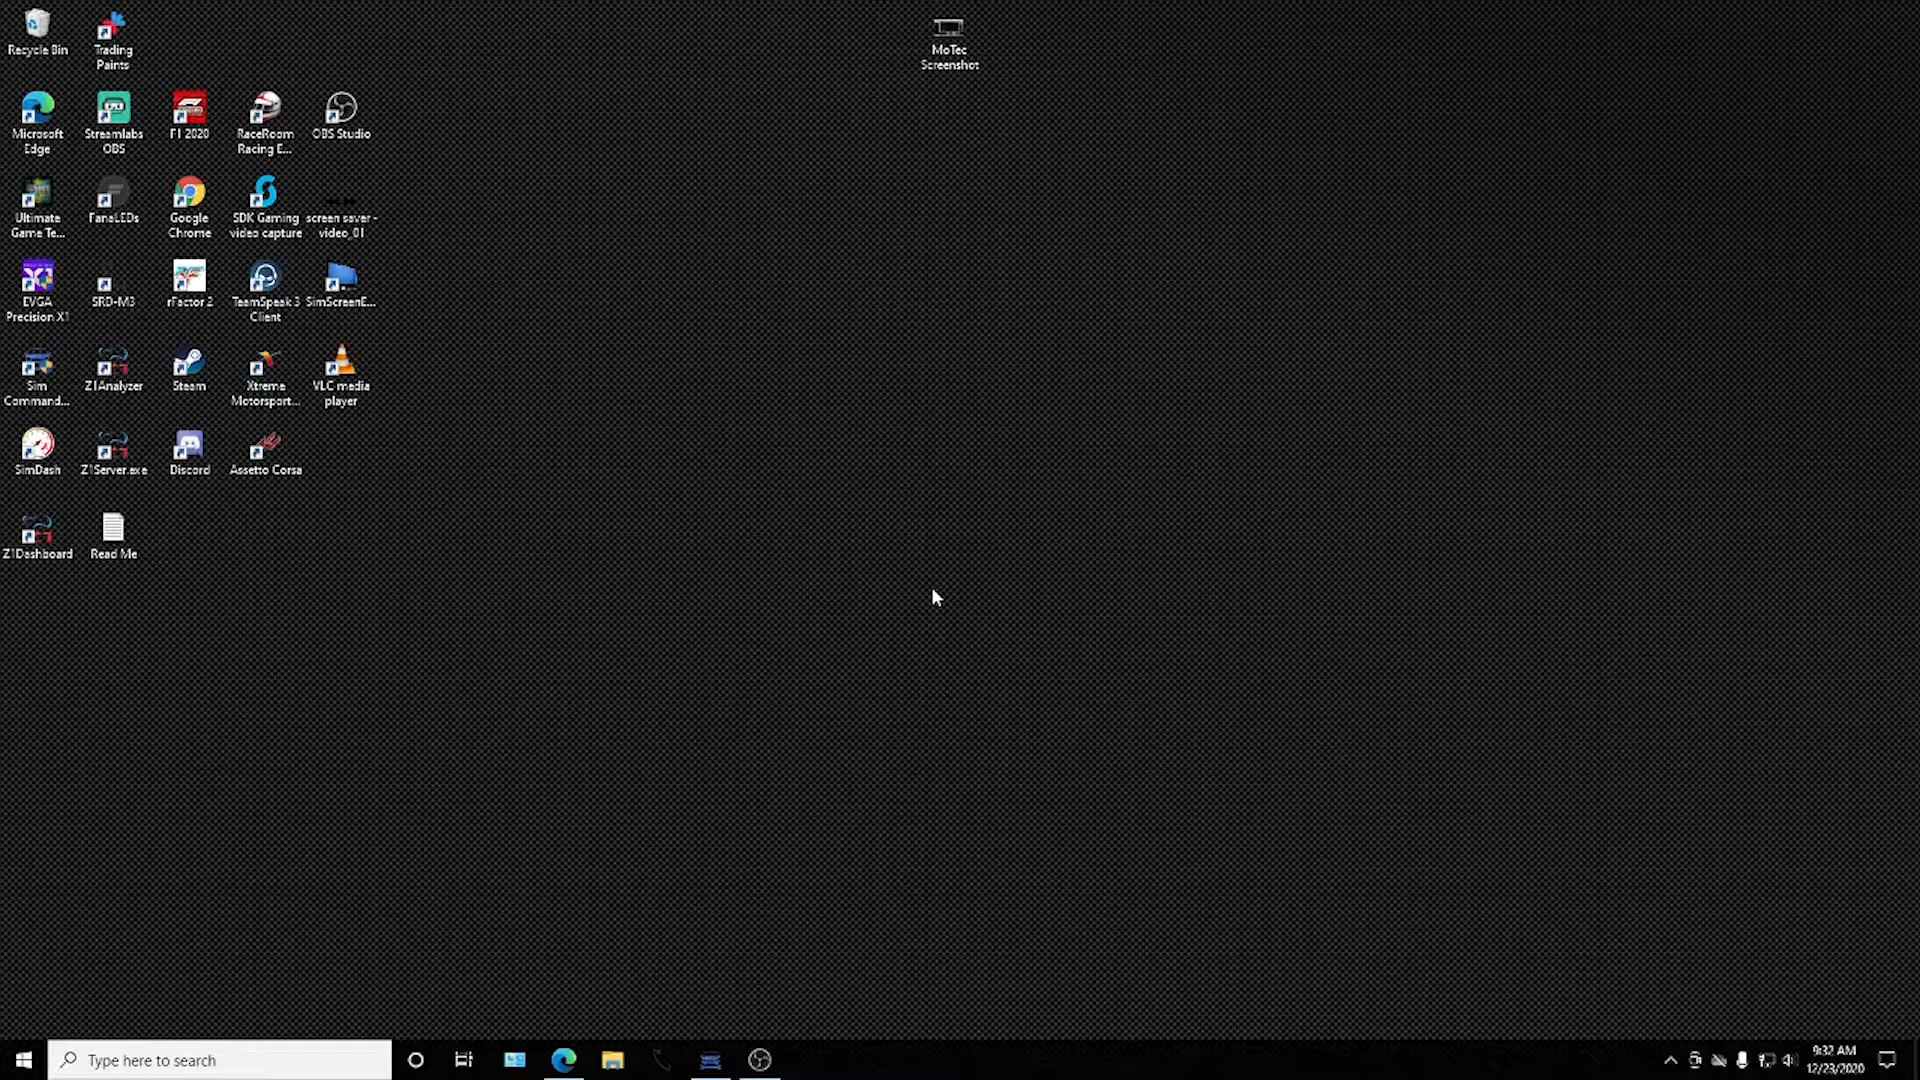 Recycle Bin
Trading
Paints
MoTec
Screenshot
Microsoft
Edge
Streamlabs
OBS
F1 2020
RaceRoom
Racing E...
OBS Studio
Ultimate
Game Te...
FanaLEDs
Google
Chrome
SDK Gaming
video capture
screen saver -
video_01
EVGA
Precision X1
SRD-M3
rFactor 2
TeamSpeak 3
Client
SimScreenE...
Sim
Command...
Z1Analyzer
Steam
Xtreme
Motorsport...
VLC media
player
SimDash
Z1Server.exe
Discord
Assetto Corsa
Z1Dashboard
Read Me
Type here to search
9:32 AM
12/23/2020